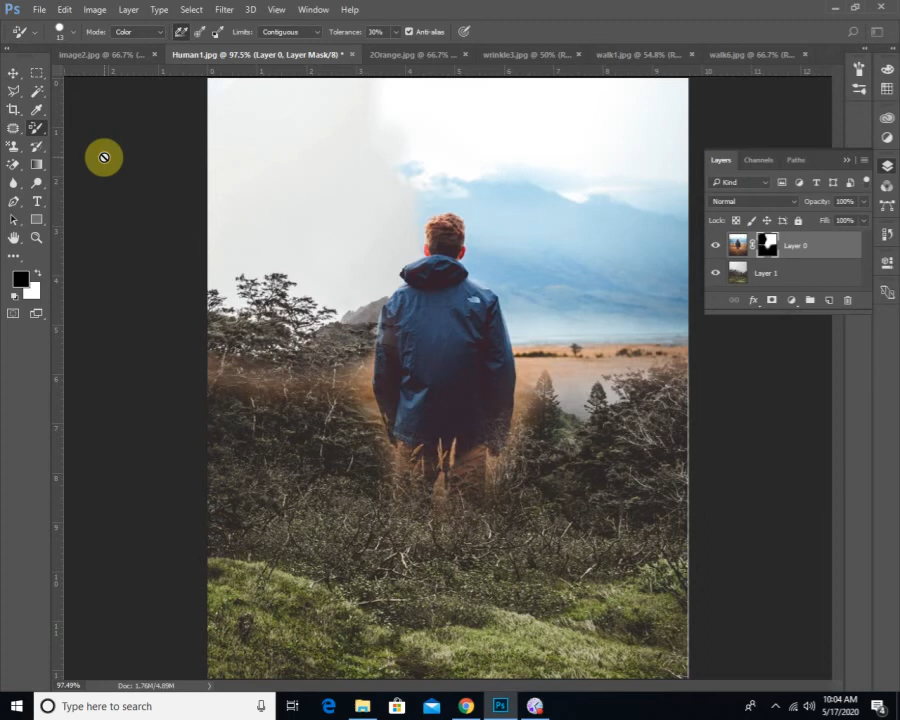 Ps File Edit Image Layer Type Select Filter 3D View Window Help
13 Mode: Color Limits: Contiguous Tolerance: 30% Anti-alias
image2.jpg @ 66.7% (... × Human1.jpg @ 97.5% (Layer 0, Layer Mask/8) * × 2Orange.jpg @ 66.7% ... × wrinkle3.jpg @ 50% (R... × walk1.jpg @ 54.8% (R... × walk6.jpg @ 66.7% (R... ×
Layers Channels Paths
Kind
Normal Opacity: 100%
Lock: Fill: 100%
Layer 0
Layer 1
97.49% Doc: 1.76M/4.89M
Type here to search
10:04 AM
5/17/2020